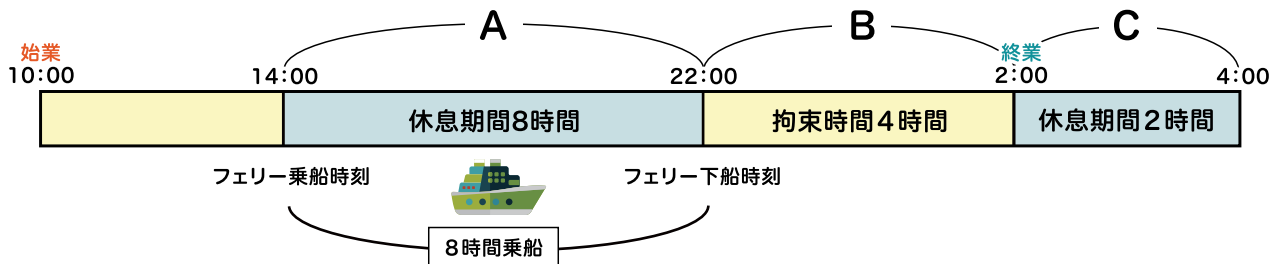 A
B
C
始業
終業
10:00
14:00
22:00
2:00
4:00
休息期間8時間
拘束時間4時間
休息期間2時間
フェリー乗船時刻
フェリー下船時刻
8時間乗船